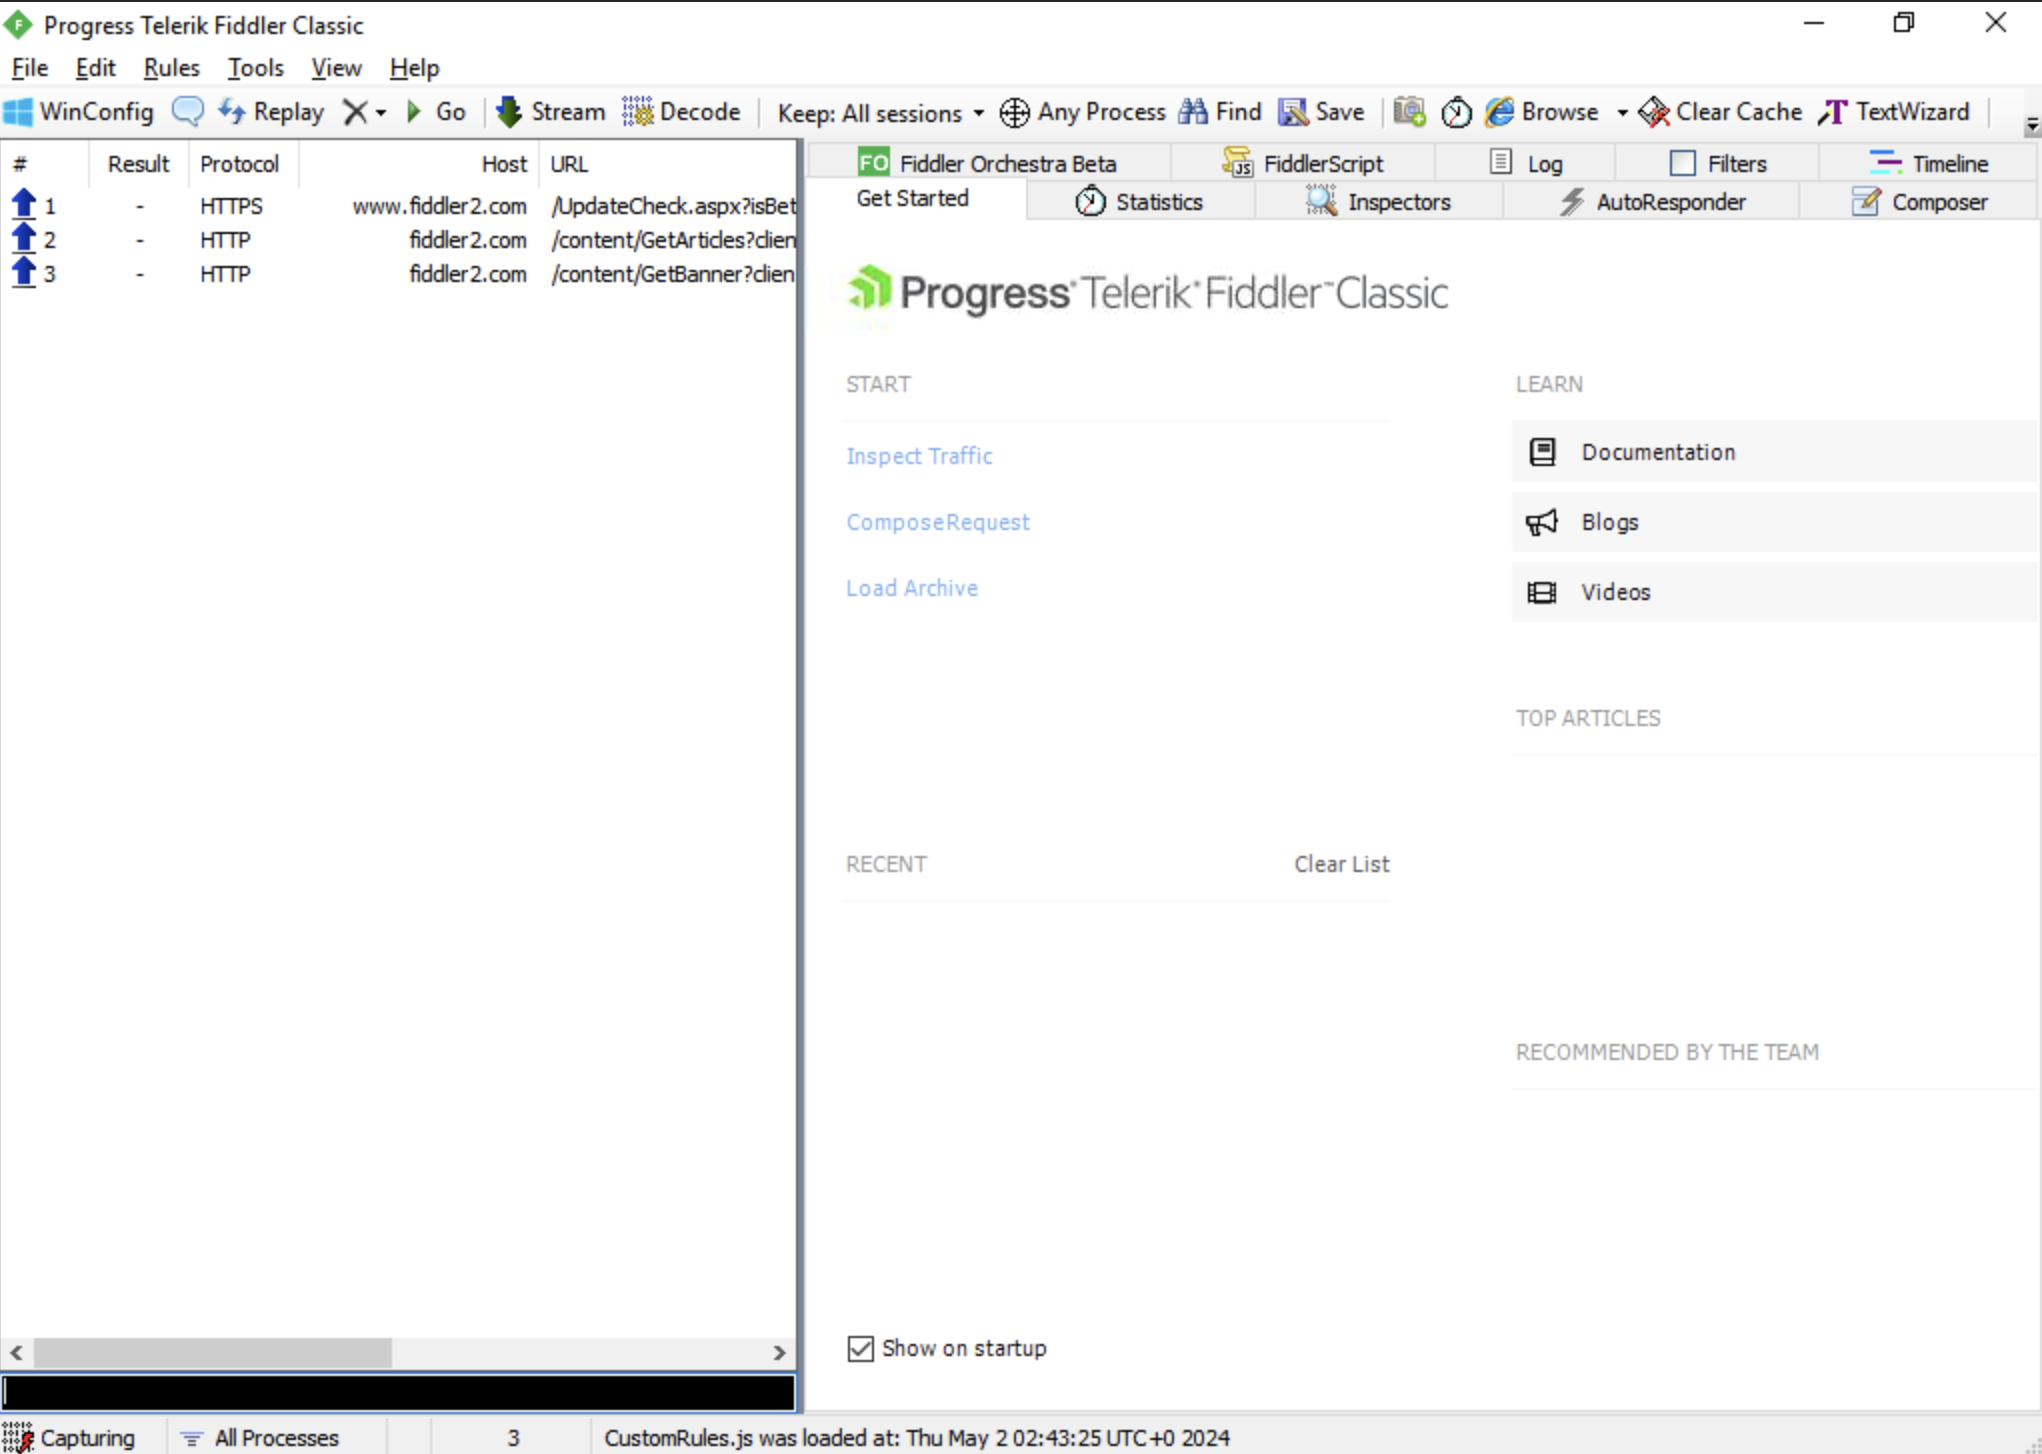 Progress Telerik Fiddler Classic
File Edit Rules Tools View Help
WinConfig Replay Go Stream Decode Keep: All sessions Any Process Find Save Browse Clear Cache TextWizard
# Result Protocol Host URL
1 - HTTPS www.fiddler2.com /UpdateCheck.aspx?isBet
2 - HTTP fiddler2.com /content/GetArticles?clien
3 - HTTP fiddler2.com /content/GetBanner?clien
FO Fiddler Orchestra Beta FiddlerScript Log Filters Timeline
Get Started Statistics Inspectors AutoResponder Composer
Progress Telerik Fiddler Classic
START
Inspect Traffic
Compose Request
Load Archive
LEARN
Documentation
Blogs
Videos
TOP ARTICLES
RECENT Clear List
RECOMMENDED BY THE TEAM
Show on startup
Capturing All Processes 3 CustomRules.js was loaded at: Thu May 2 02:43:25 UTC+0 2024